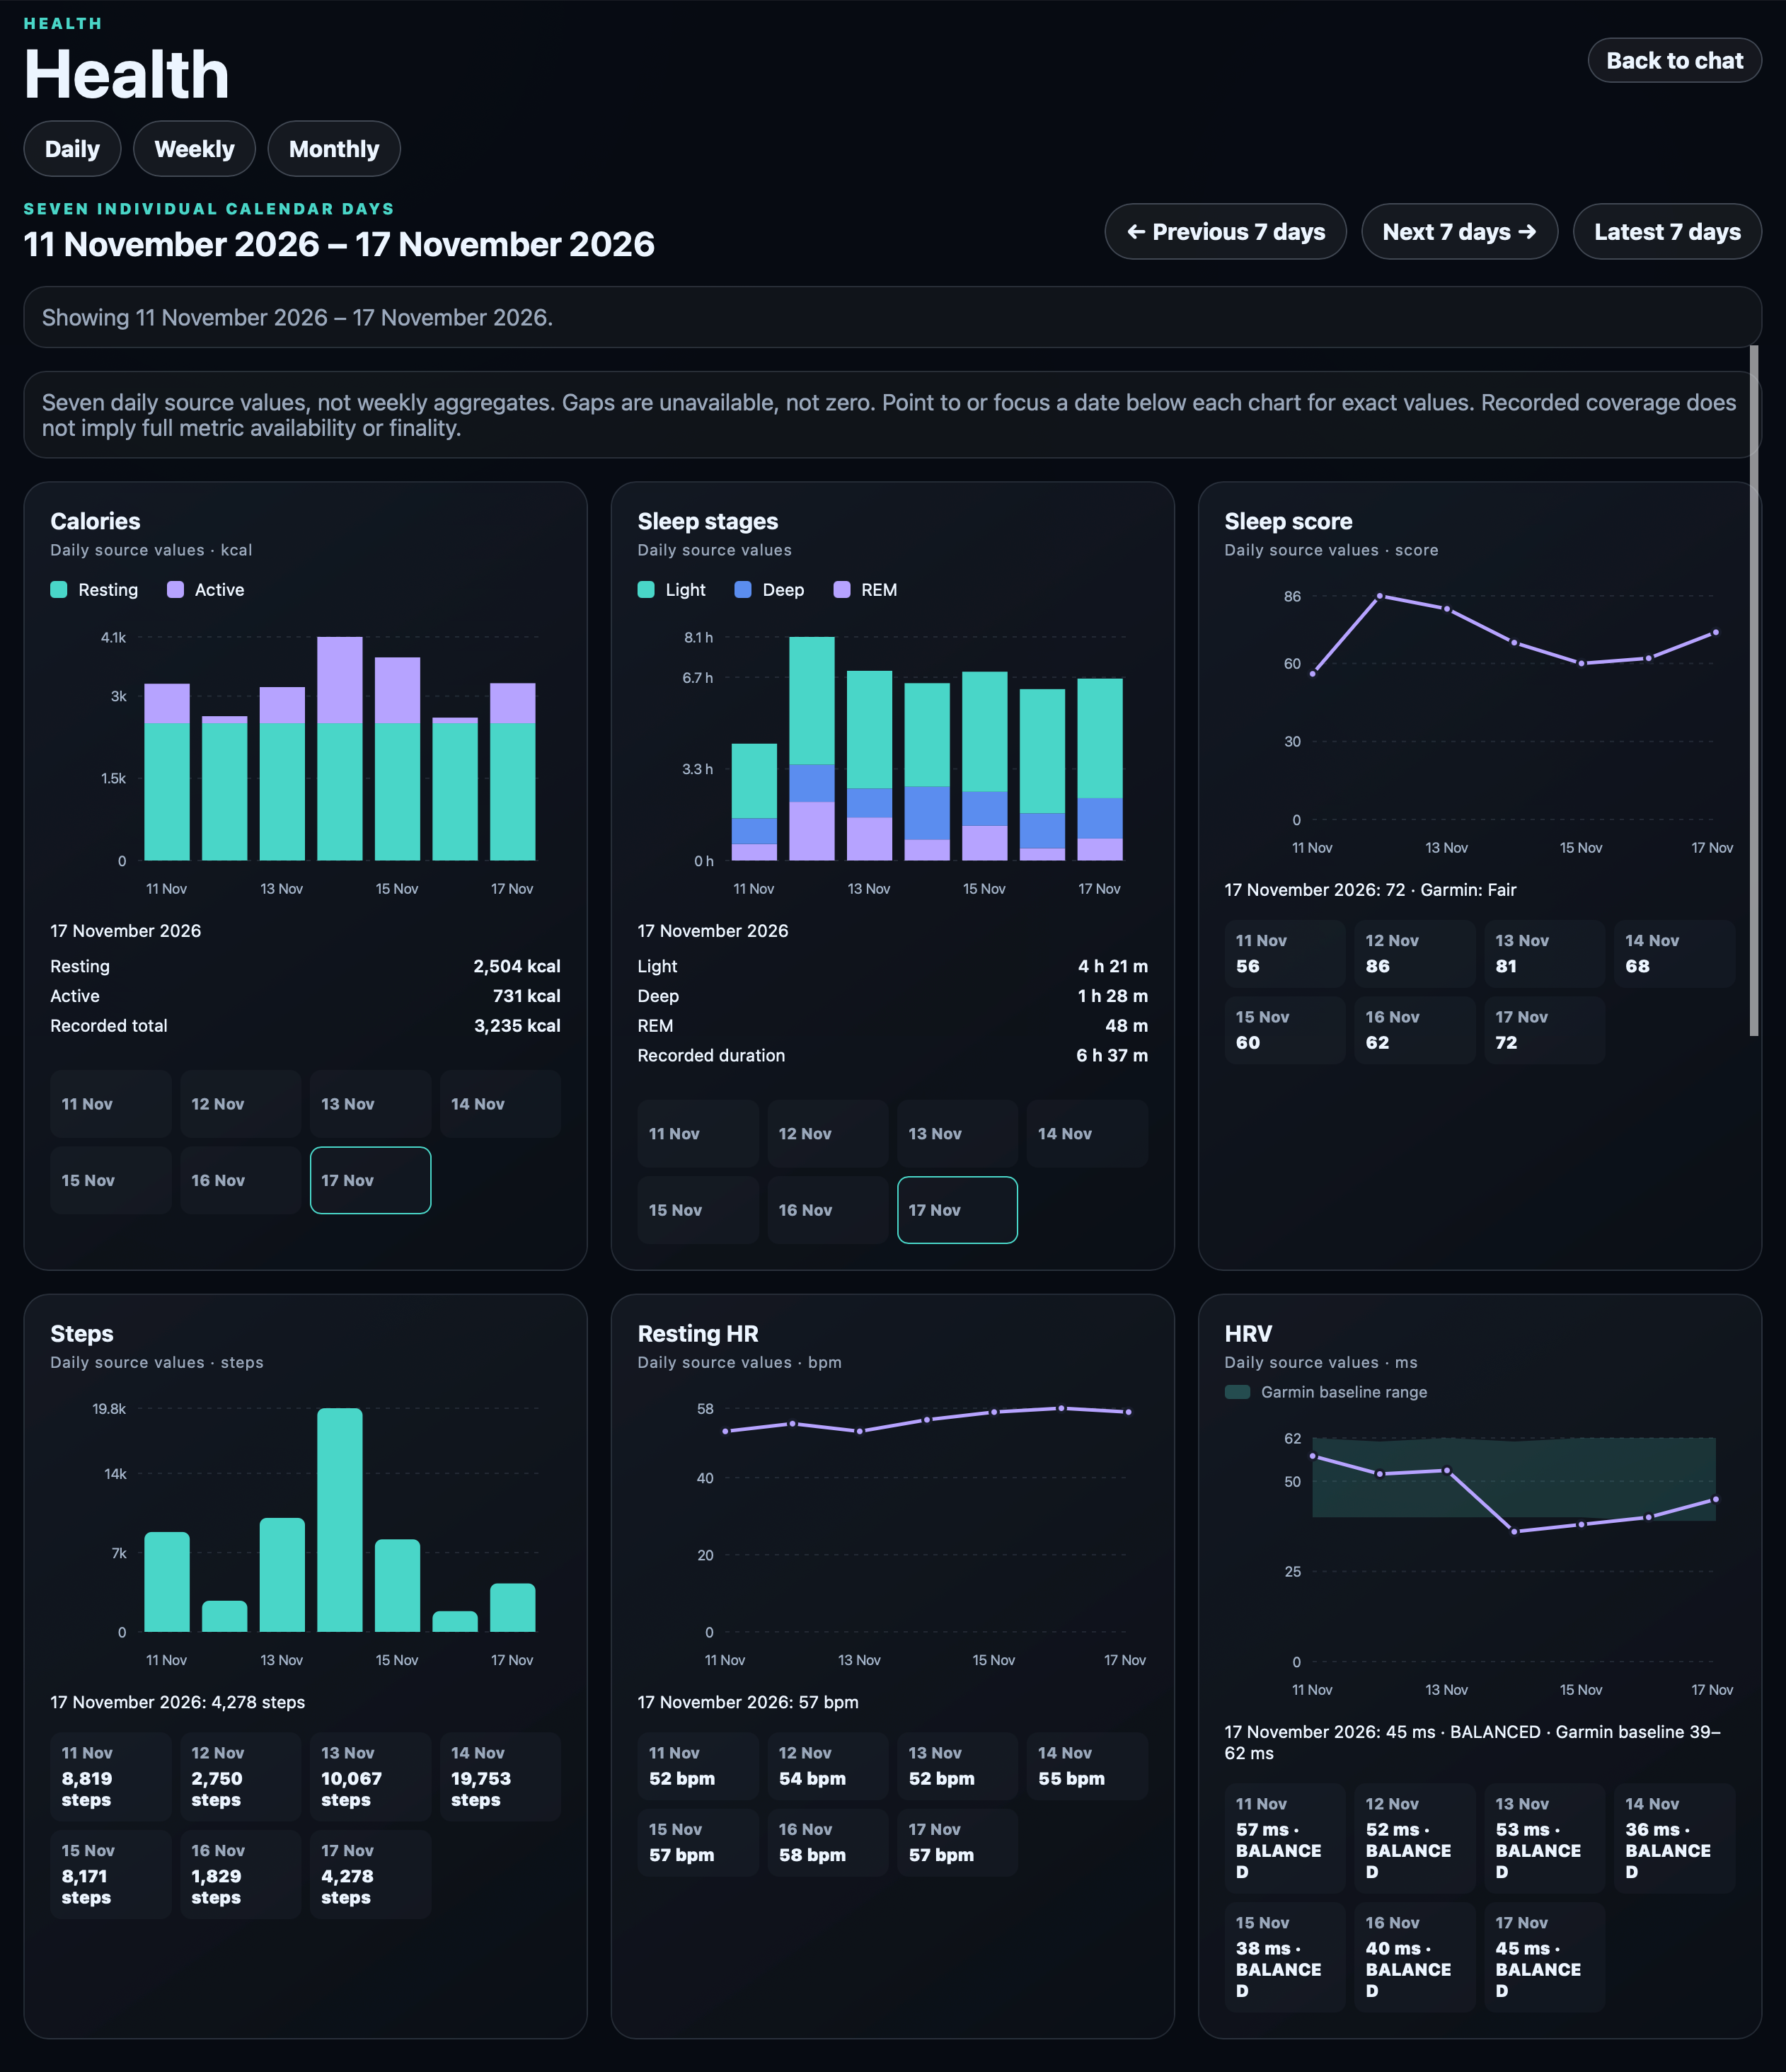 HEALTH
Health
Back to chat
Daily
Weekly
Monthly
SEVEN INDIVIDUAL CALENDAR DAYS
11 November 2026 – 17 November 2026
← Previous 7 days
Next 7 days →
Latest 7 days
Showing 11 November 2026 – 17 November 2026.
Seven daily source values, not weekly aggregates. Gaps are unavailable, not zero. Point to or focus a date below each chart for exact values. Recorded coverage does
not imply full metric availability or finality.
Calories
Daily source values · kcal
Resting
Active
4.1k
3k
1.5k
0
11 Nov
13 Nov
15 Nov
17 Nov
17 November 2026
Resting 2,504 kcal
Active 731 kcal
Recorded total 3,235 kcal
11 Nov
12 Nov
13 Nov
14 Nov
15 Nov
16 Nov
17 Nov
Sleep stages
Daily source values
Light
Deep
REM
8.1 h
6.7 h
3.3 h
0 h
11 Nov
13 Nov
15 Nov
17 Nov
17 November 2026
Light 4 h 21 m
Deep 1 h 28 m
REM 48 m
Recorded duration 6 h 37 m
11 Nov
12 Nov
13 Nov
14 Nov
15 Nov
16 Nov
17 Nov
Sleep score
Daily source values · score
86
60
30
0
11 Nov
13 Nov
15 Nov
17 Nov
17 November 2026: 72 · Garmin: Fair
11 Nov
56
12 Nov
86
13 Nov
81
14 Nov
68
15 Nov
60
16 Nov
62
17 Nov
72
Steps
Daily source values · steps
19.8k
14k
7k
0
11 Nov
13 Nov
15 Nov
17 Nov
17 November 2026: 4,278 steps
11 Nov
8,819
steps
12 Nov
2,750
steps
13 Nov
10,067
steps
14 Nov
19,753
steps
15 Nov
8,171
steps
16 Nov
1,829
steps
17 Nov
4,278
steps
Resting HR
Daily source values · bpm
58
40
20
0
11 Nov
13 Nov
15 Nov
17 Nov
17 November 2026: 57 bpm
11 Nov
52 bpm
12 Nov
54 bpm
13 Nov
52 bpm
14 Nov
55 bpm
15 Nov
57 bpm
16 Nov
58 bpm
17 Nov
57 bpm
HRV
Daily source values · ms
Garmin baseline range
62
50
25
0
11 Nov
13 Nov
15 Nov
17 Nov
17 November 2026: 45 ms · BALANCED · Garmin baseline 39–
62 ms
11 Nov
57 ms ·
BALANCE
D
12 Nov
52 ms ·
BALANCE
D
13 Nov
53 ms ·
BALANCE
D
14 Nov
36 ms ·
BALANCE
D
15 Nov
38 ms ·
BALANCE
D
16 Nov
40 ms ·
BALANCE
D
17 Nov
45 ms ·
BALANCE
D